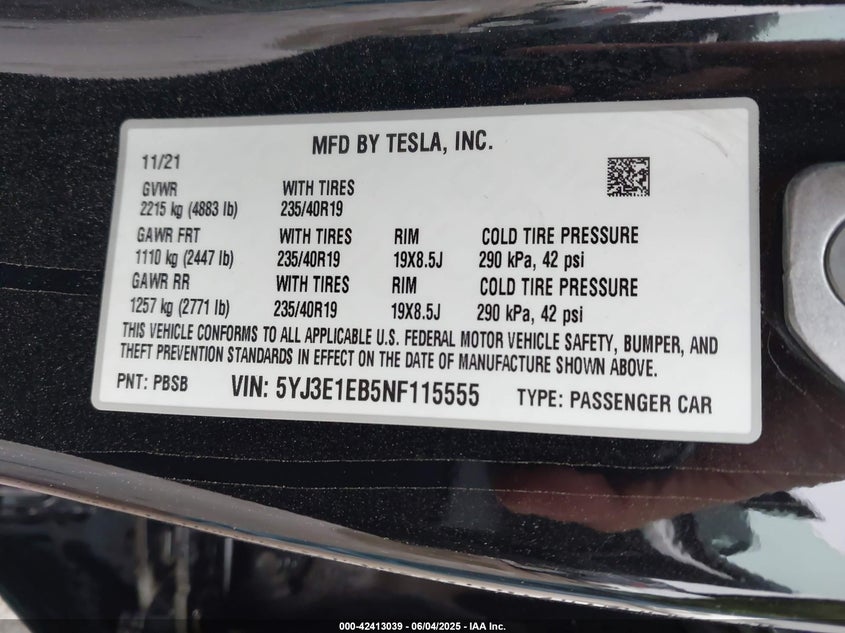 MFD BY TESLA, INC.
11/21
GVWR WITH TIRES
2215 kg (4883 lb) 235/40R19
GAWR FRT WITH TIRES RIM COLD TIRE PRESSURE
1110 kg (2447 lb) 235/40R19 19X8.5J 290 kPa, 42 psi
GAWR RR WITH TIRES RIM COLD TIRE PRESSURE
1257 kg (2771 lb) 235/40R19 19X8.5J 290 kPa, 42 psi
THIS VEHICLE CONFORMS TO ALL APPLICABLE U.S. FEDERAL MOTOR VEHICLE SAFETY, BUMPER, AND
THEFT PREVENTION STANDARDS IN EFFECT ON THE DATE OF MANUFACTURE SHOWN ABOVE.
PNT: PBSB VIN: 5YJ3E1EB5NF115555 TYPE: PASSENGER CAR
000-42413039 - 06/04/2025 - IAA Inc.